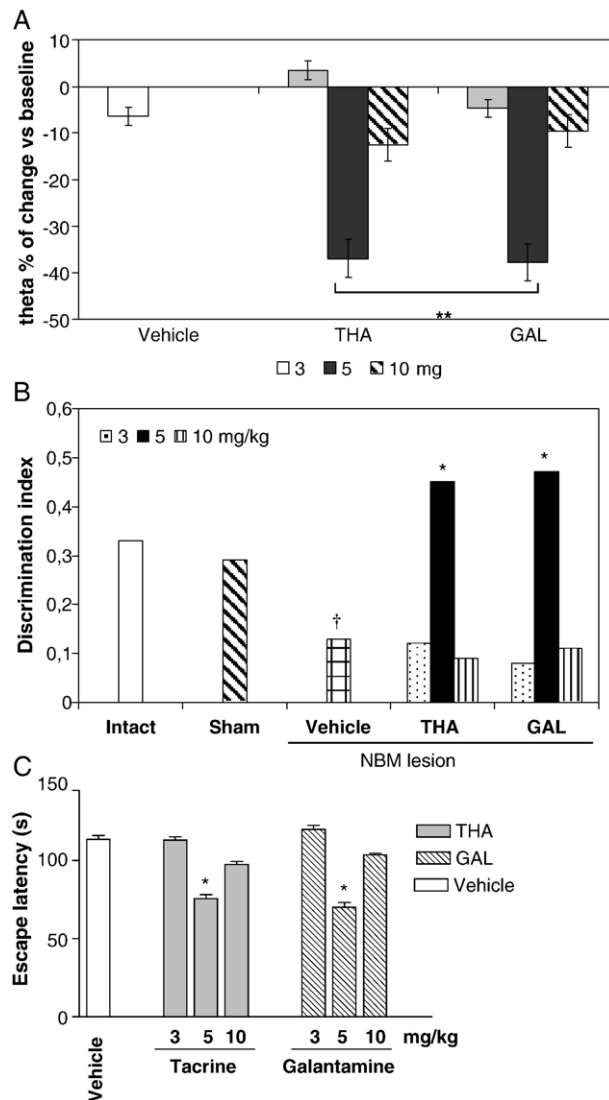 A
10
0
-10
-20
-30
-40
-50
theta % of change vs baseline
**
Vehicle THA GAL
3 5 10 mg
B
0,6
0,5
0,4
0,3
0,2
0,1
0
Discrimination index
3 5 10 mg/kg
†
*
*
Intact Sham Vehicle THA GAL
NBM lesion
C
150
100
50
0
Escape latency (s)
THA
GAL
Vehicle
*
*
3 5 10 3 5 10 mg/kg
Vehicle
Tacrine Galantamine